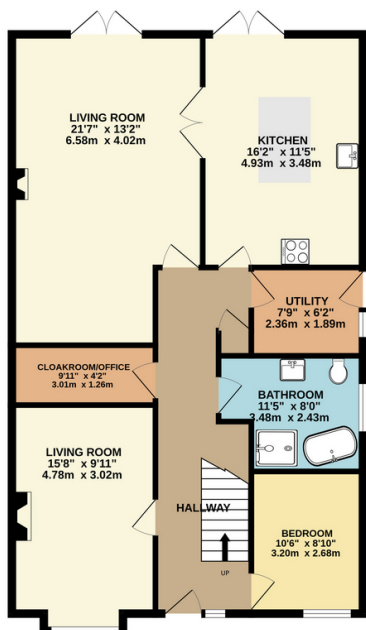 LIVING ROOM
21'7" x 13'2"
6.58m x 4.02m
KITCHEN
16'2" x 11'5"
4.93m x 3.48m
UTILITY
7'9" x 6'2"
2.36m x 1.89m
CLOAKROOM/OFFICE
9'11" x 4'2"
3.01m x 1.26m
BATHROOM
11'5" x 8'0"
3.48m x 2.43m
LIVING ROOM
15'8" x 9'11"
4.78m x 3.02m
HALLWAY
BEDROOM
10'6" x 8'10"
3.20m x 2.68m
UP